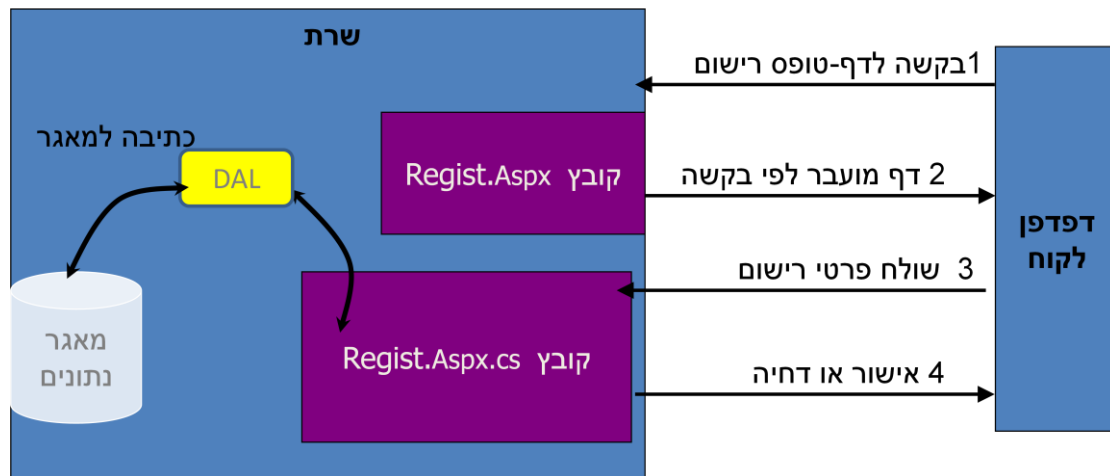 שרת
1בקשה לדף-טופס רישום
כתיבה למאגר
DAL
קובץ Regist.Aspx
2 דף מועבר לפי בקשה
דפדפן
לקוח
3 שולח פרטי רישום
מאגר
נתונים
קובץ Regist.Aspx.cs
4 אישור או דחיה